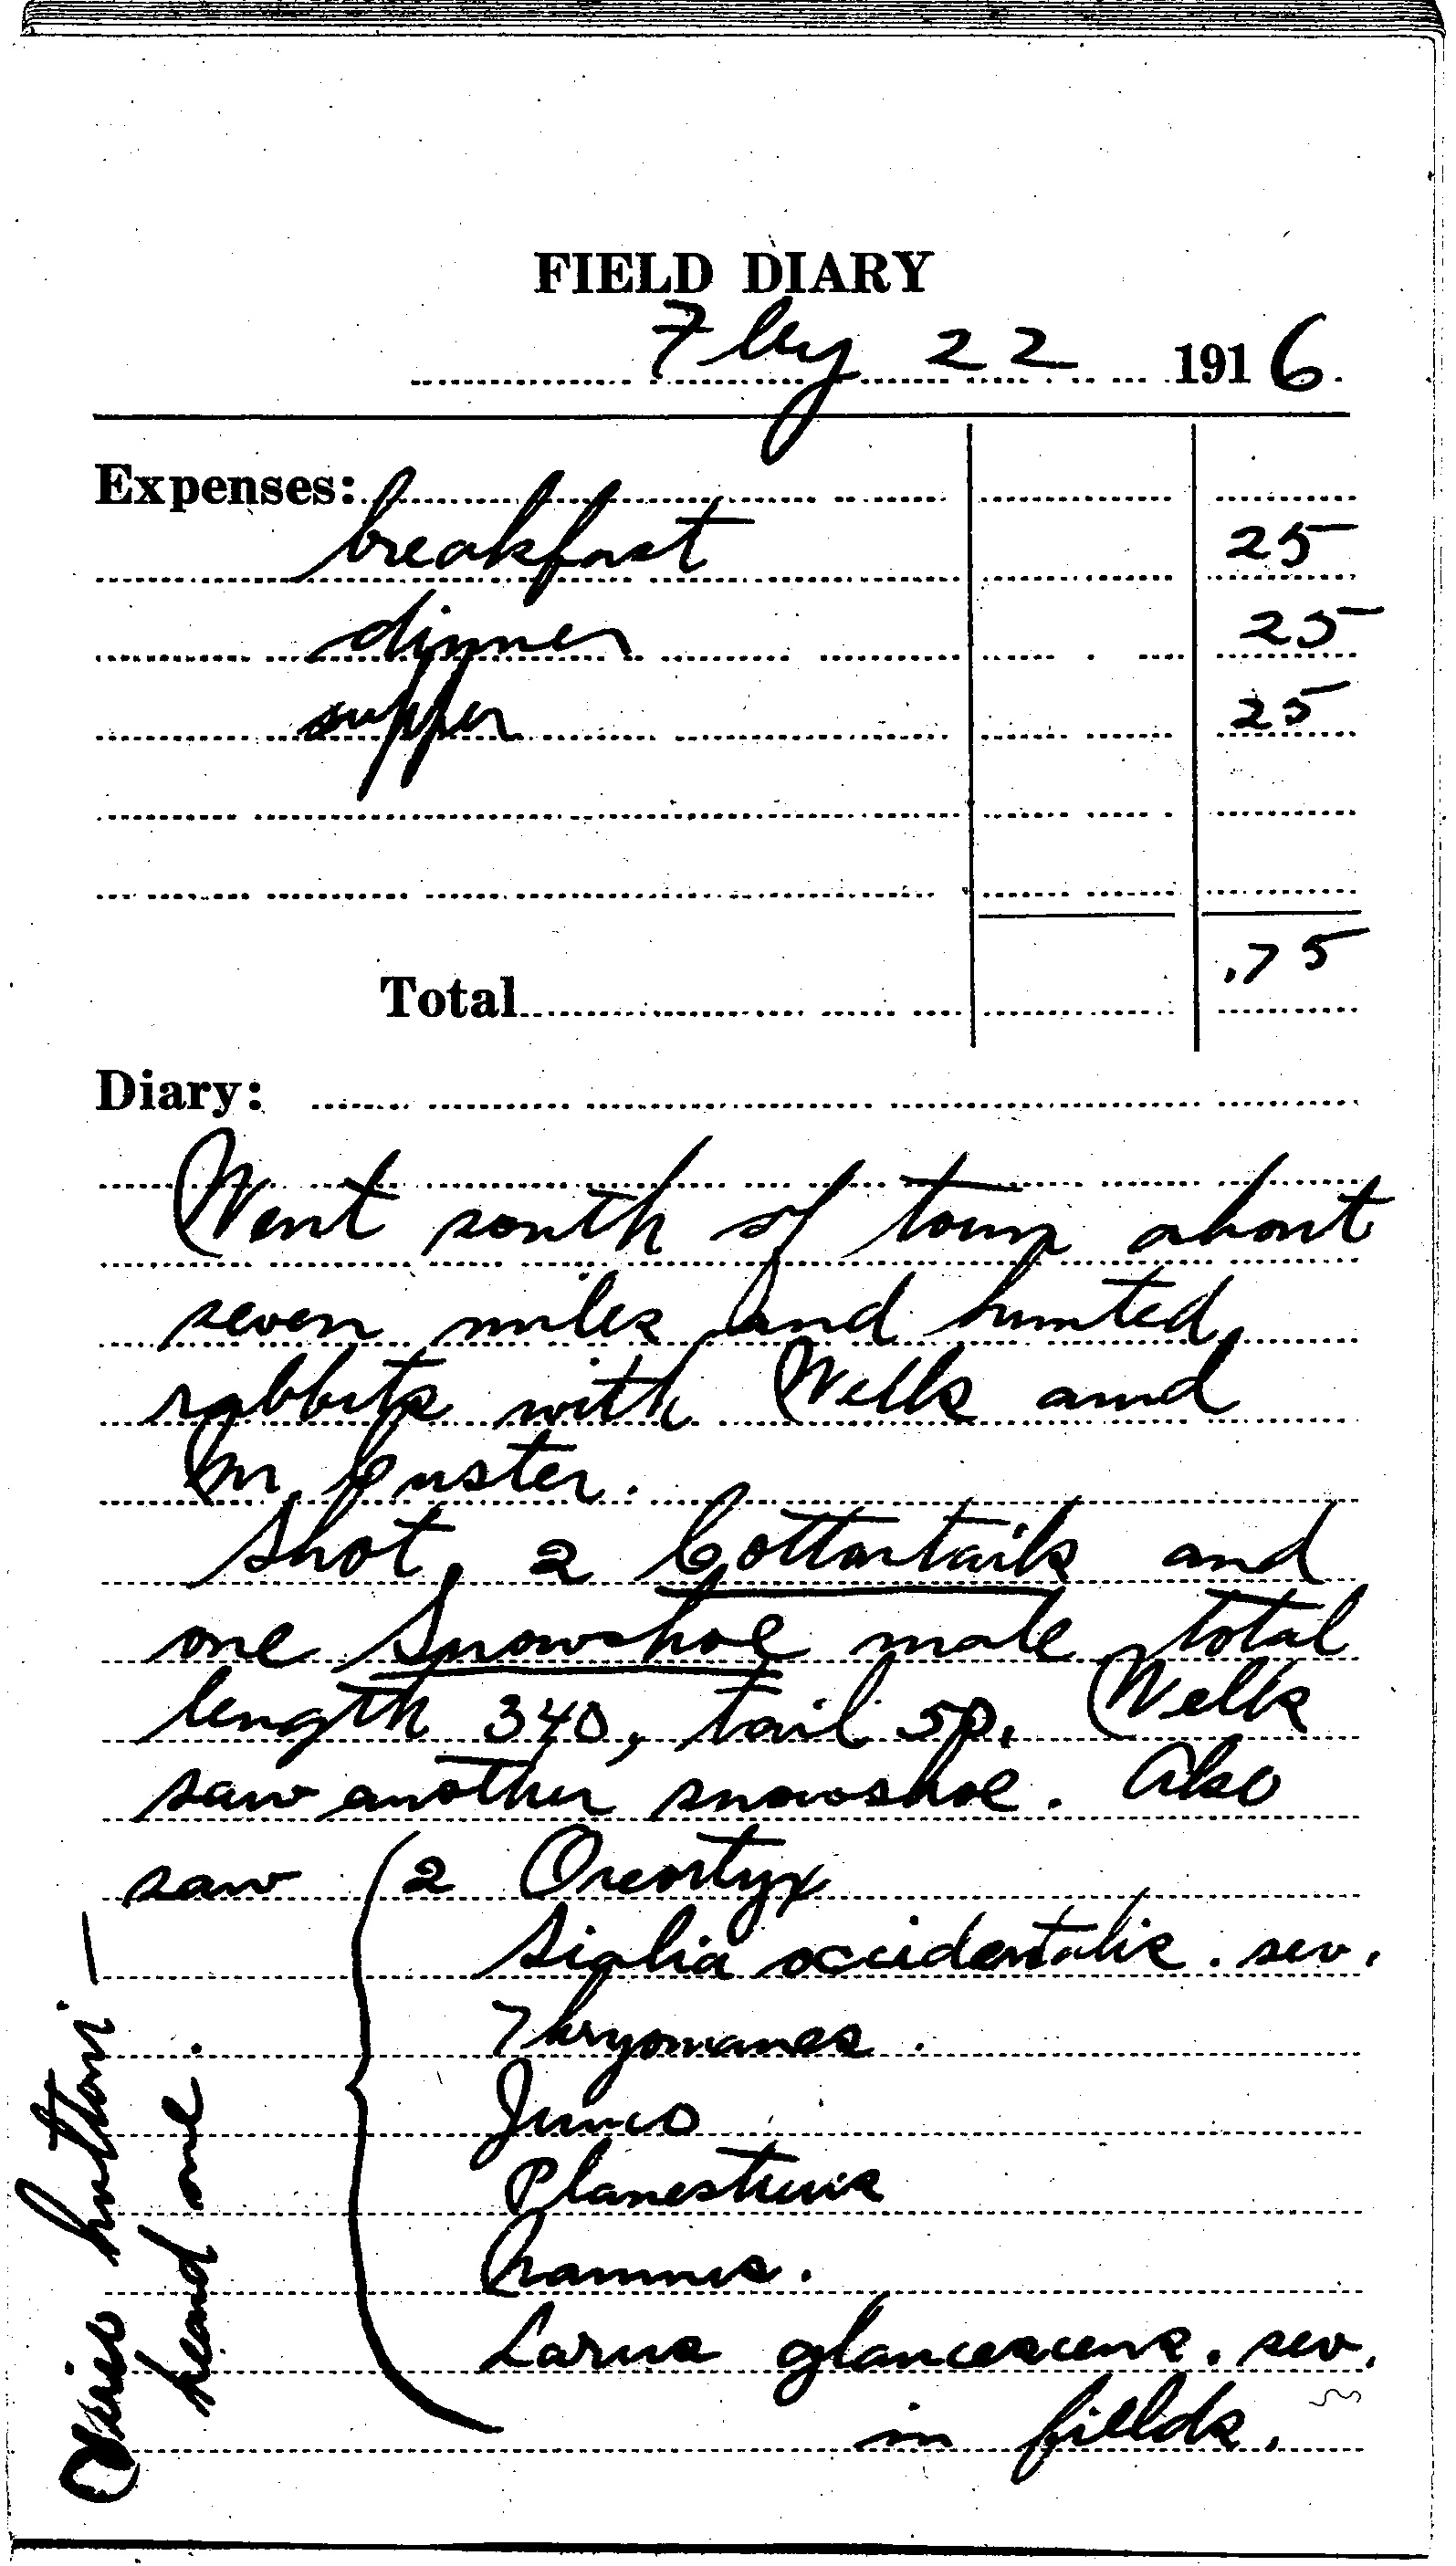 FIELD DIARY
Feby 22 1916.
Expenses:
breakfast 25
dinner 25
supper 25
Total .75
Diary:
Went south of town about
seven miles and hunted
rabbits with Wells and
Mr. Custer.
Shot 2 Cottontails and
one Snowshoe male total
length 340, tail 50. Wells
saw another snowshoe. Also
saw 2 Oreortyx
Sialia occidentalis. sev.
Thryomanes.
Junco
Planesticus
Chamaea.
Larus glaucescens. sev.
in fields.
Vireo huttoni —
heard one.